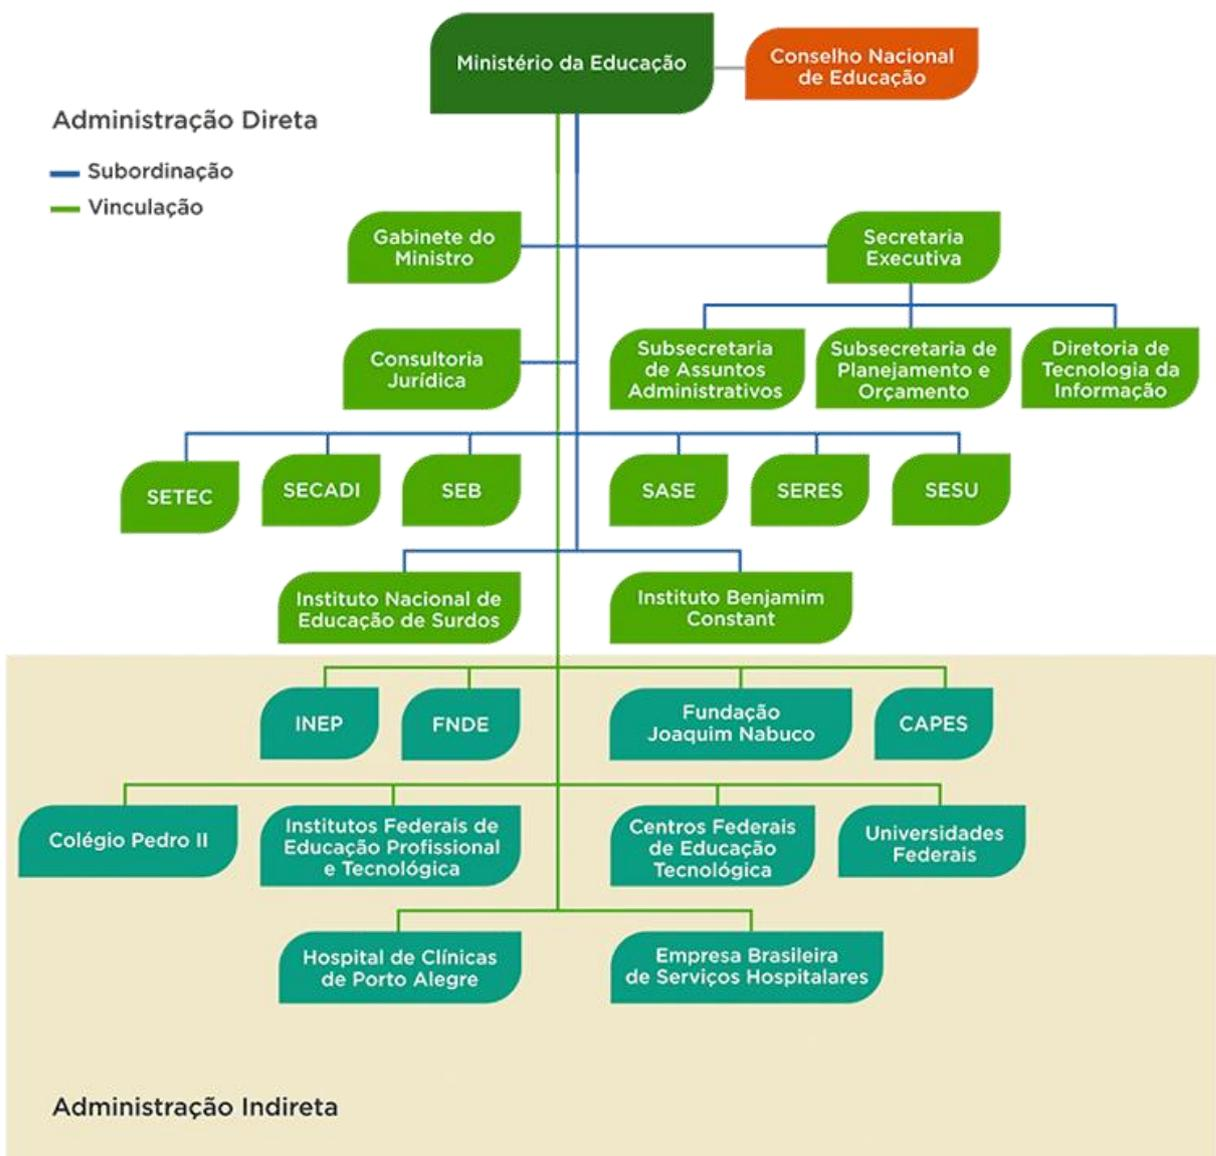 Ministério da Educação
Conselho Nacional
de Educação
Administração Direta
Subordinação
Vinculação
Gabinete do
Ministro
Secretaria
Executiva
Consultoria
Jurídica
Subsecretaria
de Assuntos
Administrativos
Subsecretaria de
Planejamento e
Orçamento
Diretoria de
Tecnologia da
Informação
SETEC
SECADI
SEB
SASE
SERES
SESU
Instituto Nacional de
Educação de Surdos
Instituto Benjamim
Constant
INEP
FNDE
Fundação
Joaquim Nabuco
CAPES
Colégio Pedro II
Institutos Federais de
Educação Profissional
e Tecnológica
Centros Federais
de Educação
Tecnológica
Universidades
Federais
Hospital de Clínicas
de Porto Alegre
Empresa Brasileira
de Serviços Hospitalares
Administração Indireta